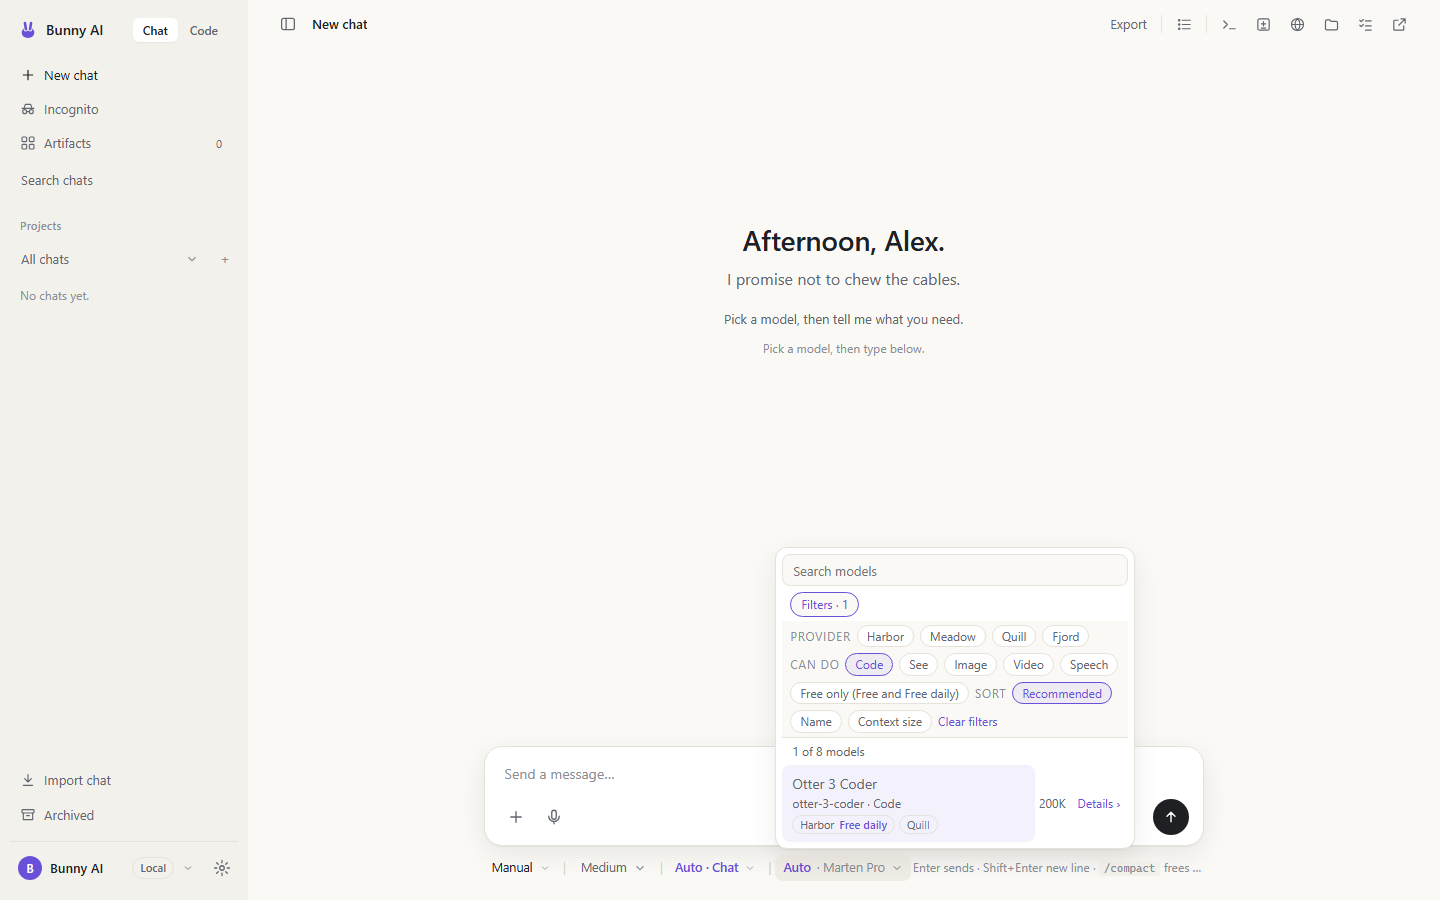 Bunny AI
Chat
Code
New chat
Incognito
Artifacts
0
Search chats
Projects
All chats
+
No chats yet.
Import chat
Archived
B
Bunny AI
Local
New chat
Export
Afternoon, Alex.
I promise not to chew the cables.
Pick a model, then tell me what you need.
Pick a model, then type below.
Search models
Filters · 1
PROVIDER Harbor Meadow Quill Fjord
CAN DO Code See Image Video Speech
Free only (Free and Free daily) SORT Recommended
Name Context size Clear filters
1 of 8 models
Otter 3 Coder
otter-3-coder · Code
Harbor Free daily Quill
200K Details ›
Send a message...
Manual | Medium | Auto · Chat | Auto · Marten Pro Enter sends · Shift+Enter new line · /compact frees ...